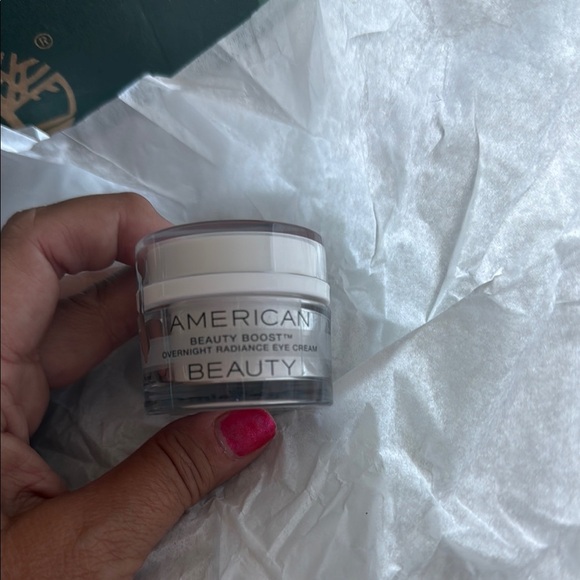 ®
AMERICAN
BEAUTY BOOST™
OVERNIGHT RADIANCE EYE CREAM
BEAUTY